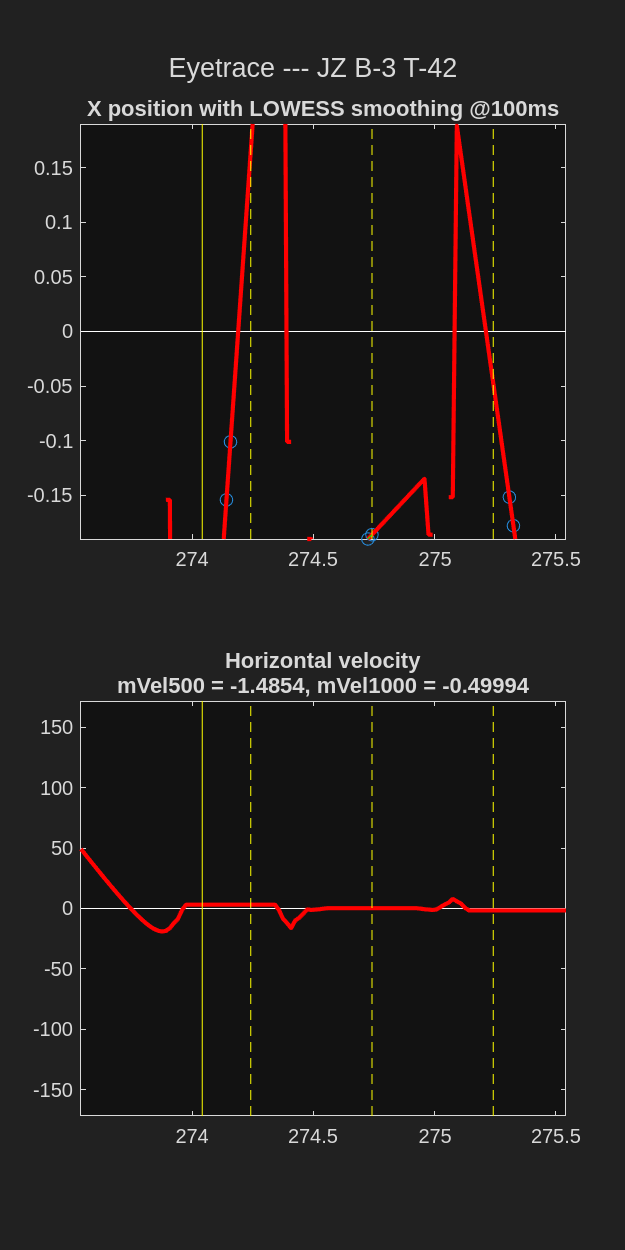 Eyetrace --- JZ B-3 T-42
X position with LOWESS smoothing @100ms
0.15
0.1
0.05
0
-0.05
-0.1
-0.15
274 274.5 275 275.5
Horizontal velocity
mVel500 = -1.4854, mVel1000 = -0.49994
150
100
50
0
-50
-100
-150
274 274.5 275 275.5